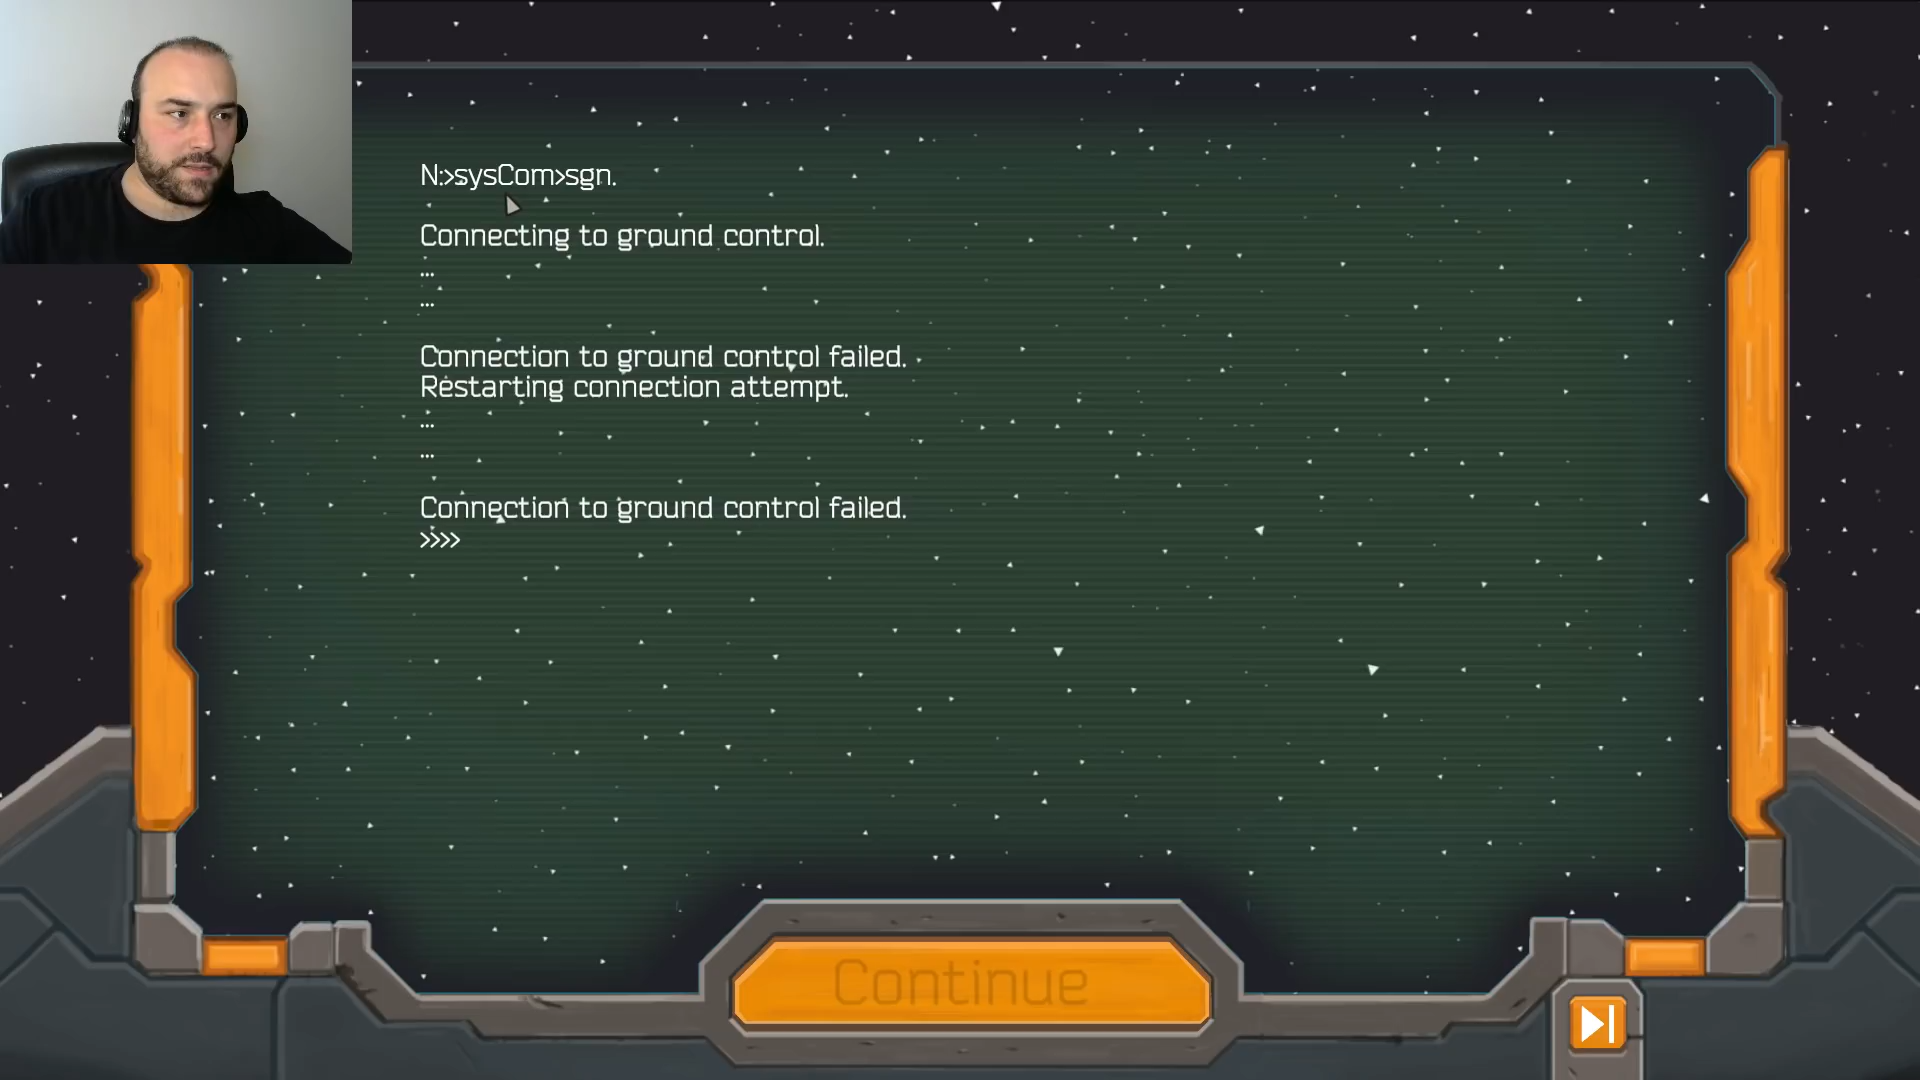 N:>sysCom>sgn.
Connecting to ground control.
...
...
Connection to ground control failed.
Restarting connection attempt.
...
...
Connection to ground control failed.
>>>>
Continue